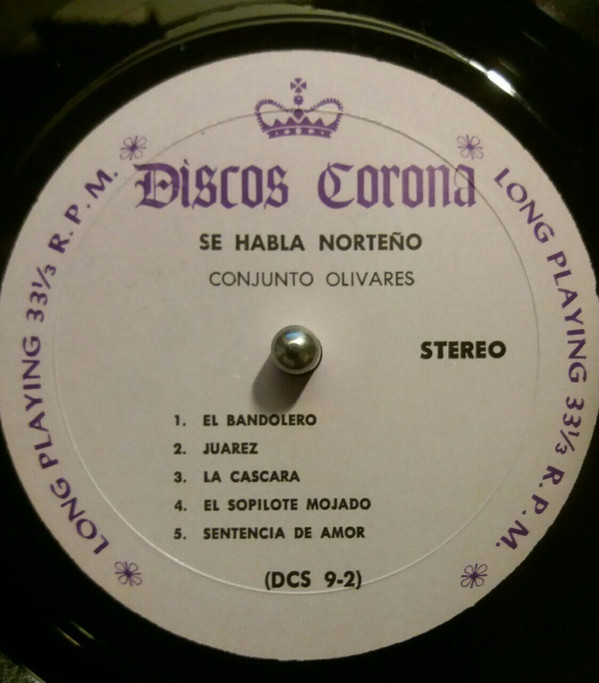 Discos Corona
SE HABLA NORTEÑO
CONJUNTO OLIVARES
STEREO
1. EL BANDOLERO
2. JUAREZ
3. LA CASCARA
4. EL SOPILOTE MOJADO
5. SENTENCIA DE AMOR
(DCS 9-2)
LONG PLAYING 33⅓ R.P.M.
LONG PLAYING 33⅓ R.P.M.